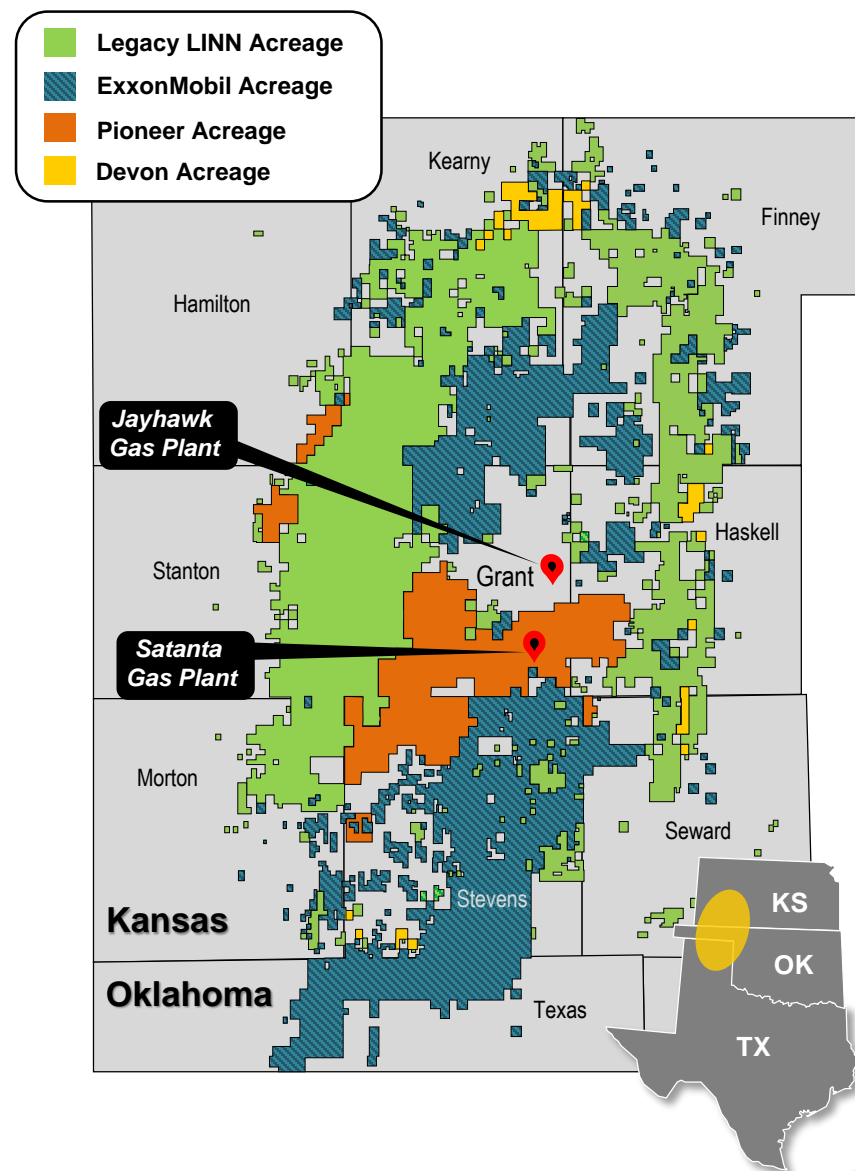 Legacy LINN Acreage
ExxonMobil Acreage
Pioneer Acreage
Devon Acreage
Kearny
Finney
Hamilton
Jayhawk
Gas Plant
Haskell
Stanton
Grant
Satanta
Gas Plant
Morton
Seward
Stevens
Kansas
Oklahoma
Texas
KS
OK
TX